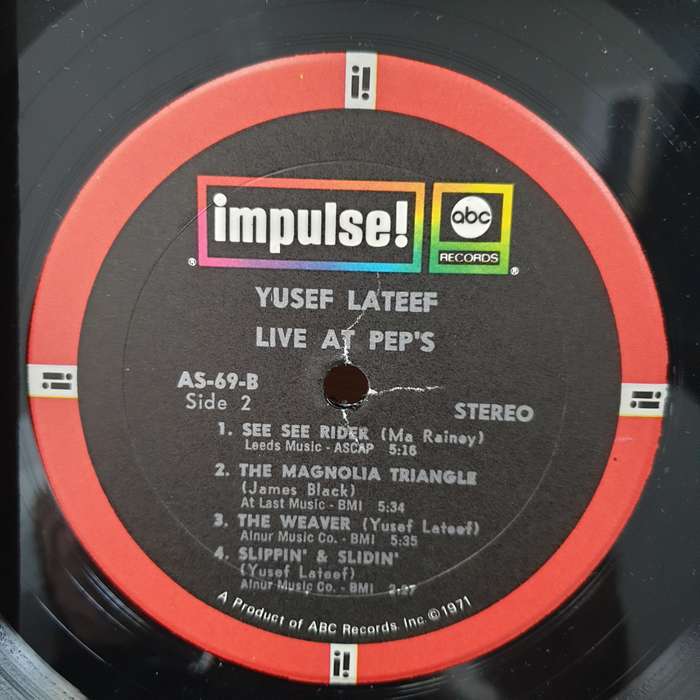 i!
impulse!
abc
RECORDS
®
®
YUSEF LATEEF
LIVE AT PEP'S
AS-69-B
Side 2
STEREO
1. SEE SEE RIDER (Ma Rainey)
Leeds Music - ASCAP 5:16
2. THE MAGNOLIA TRIANGLE
(James Black)
At Last Music - BMI 5:34
3. THE WEAVER (Yusef Lateef)
Alnur Music Co. - BMI 5:35
4. SLIPPIN' & SLIDIN'
(Yusef Lateef)
Alnur Music Co. - BMI 2:27
A Product of ABC Records, Inc. © 1971
i!
i!
i!